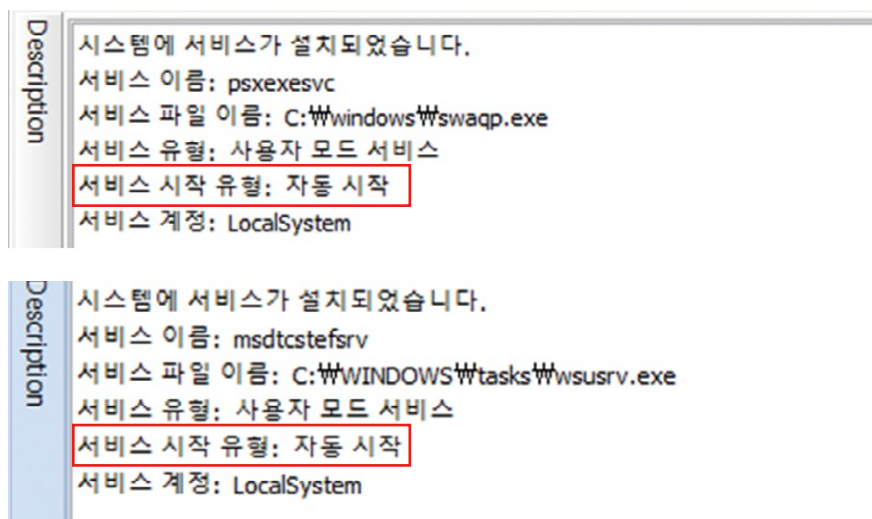 Description
시스템에 서비스가 설치되었습니다.
서비스 이름: psxexesvc
서비스 파일 이름: C:₩windows₩swaqp.exe
서비스 유형: 사용자 모드 서비스
서비스 시작 유형: 자동 시작
서비스 계정: LocalSystem
Description
시스템에 서비스가 설치되었습니다.
서비스 이름: msdtcstefsrv
서비스 파일 이름: C:₩WINDOWS₩tasks₩wsusrv.exe
서비스 유형: 사용자 모드 서비스
서비스 시작 유형: 자동 시작
서비스 계정: LocalSystem